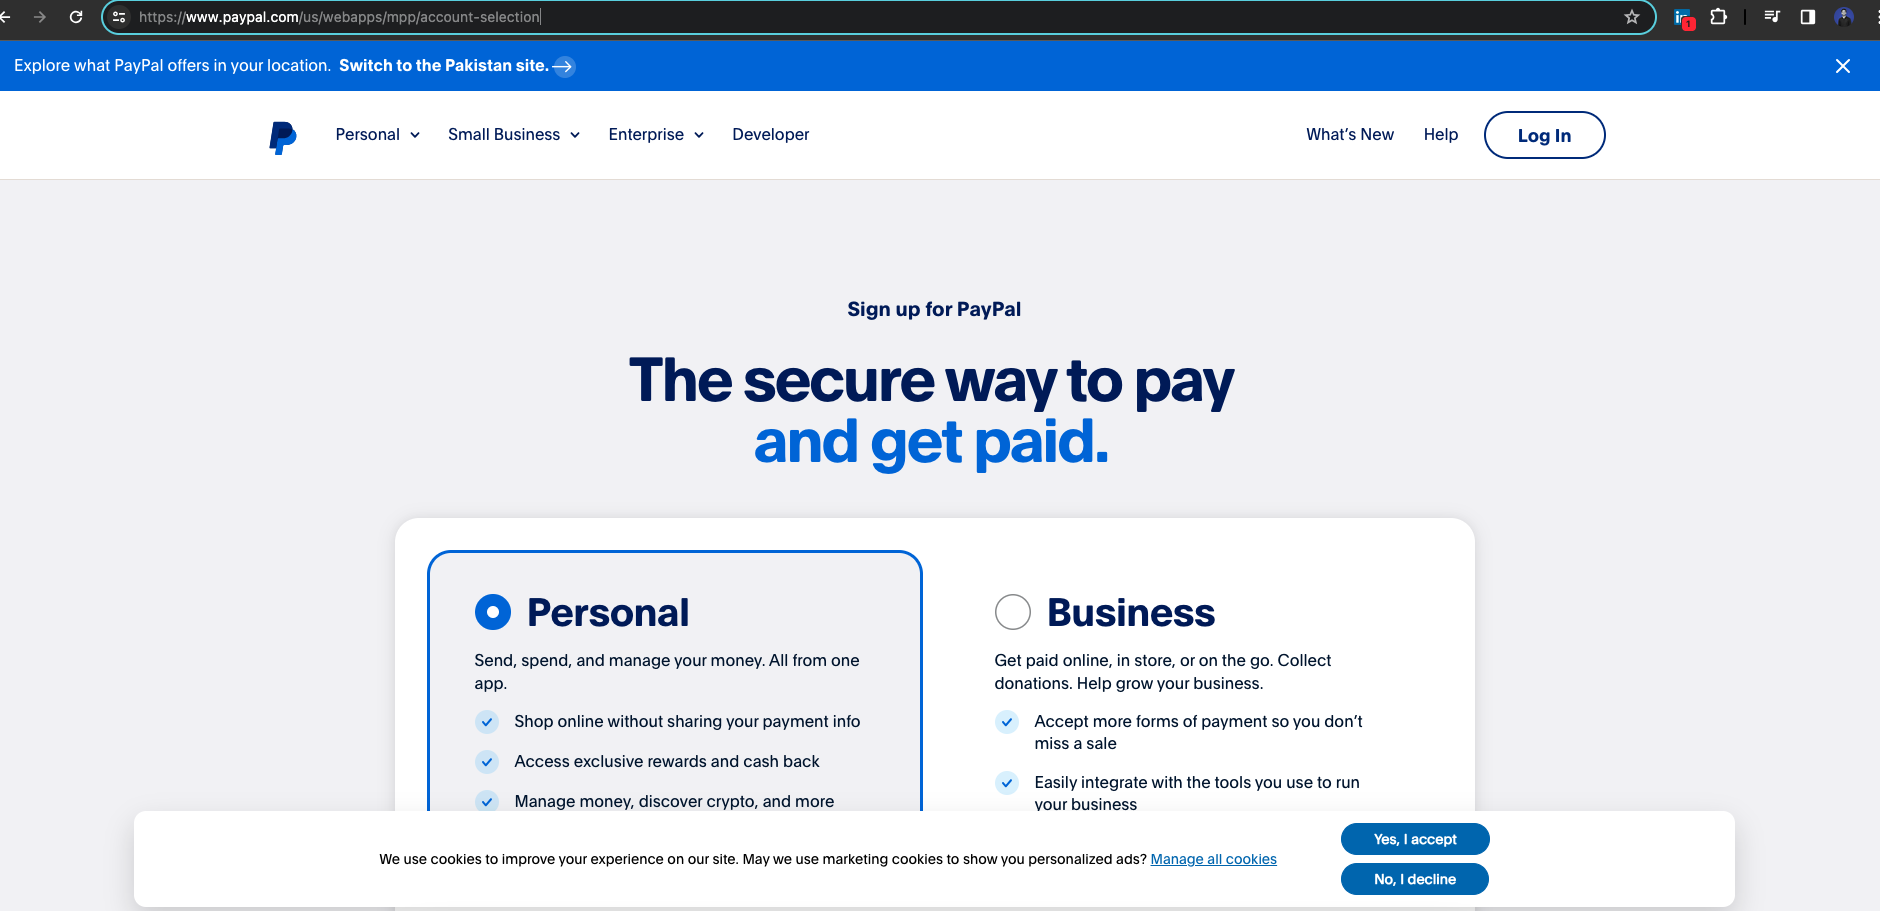 https://www.paypal.com/us/webapps/mpp/account-selection
1
Explore what PayPal offers in your location. Switch to the Pakistan site.
Personal Small Business Enterprise Developer What's New Help Log In
Sign up for PayPal
The secure way to pay
and get paid.
Personal
Send, spend, and manage your money. All from one
app.
Shop online without sharing your payment info
Access exclusive rewards and cash back
Manage money, discover crypto, and more
Business
Get paid online, in store, or on the go. Collect
donations. Help grow your business.
Accept more forms of payment so you don't
miss a sale
Easily integrate with the tools you use to run
your business
We use cookies to improve your experience on our site. May we use marketing cookies to show you personalized ads? Manage all cookies
Yes, I accept
No, I decline